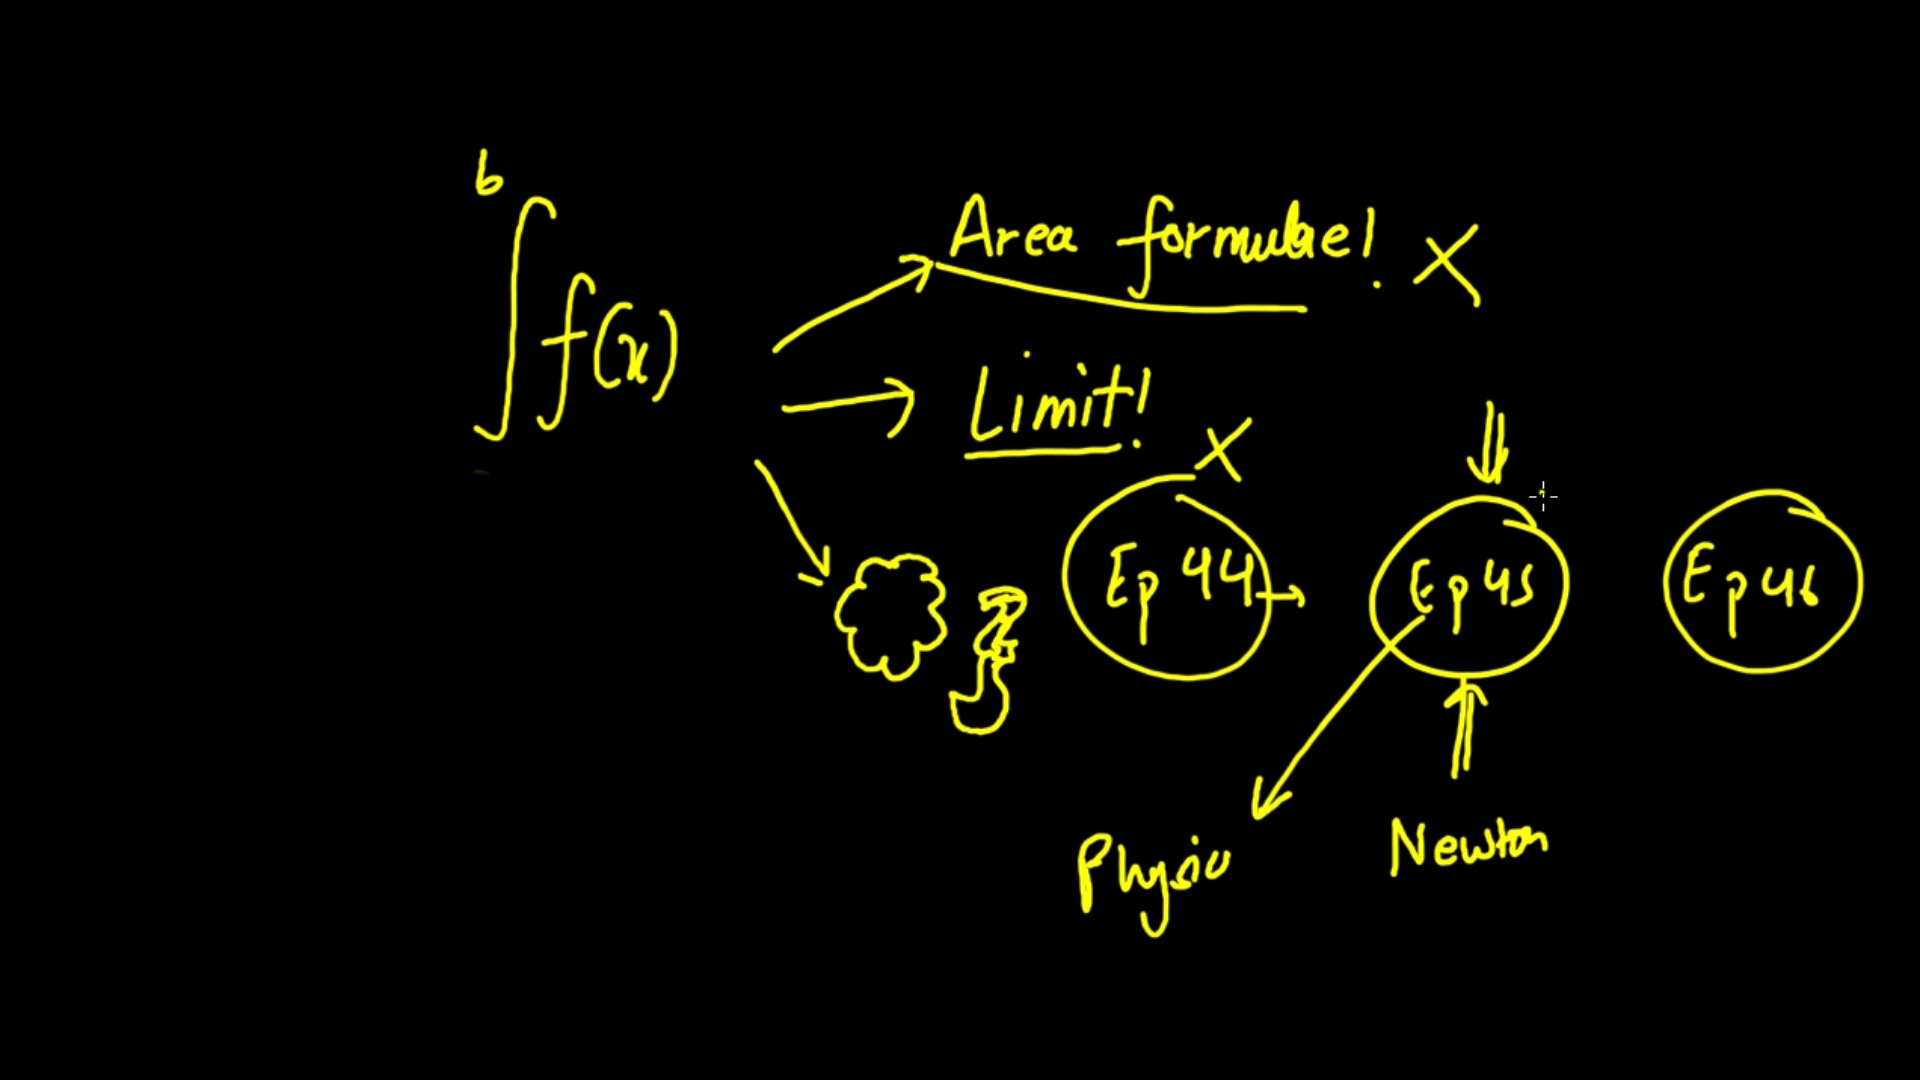 b
∫ f(x)
Area formulae! X
Limit! X
Ep 44 Ep 45 Ep 46
Physic
Newton